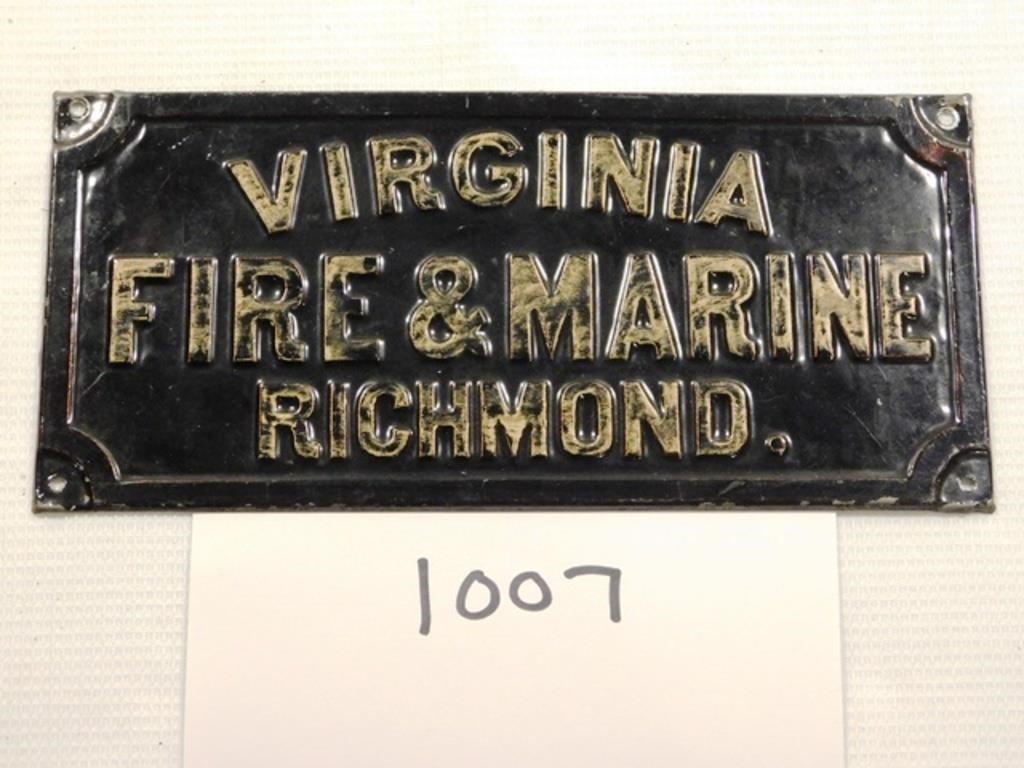 VIRGINIA
FIRE & MARINE
RICHMOND.
1007